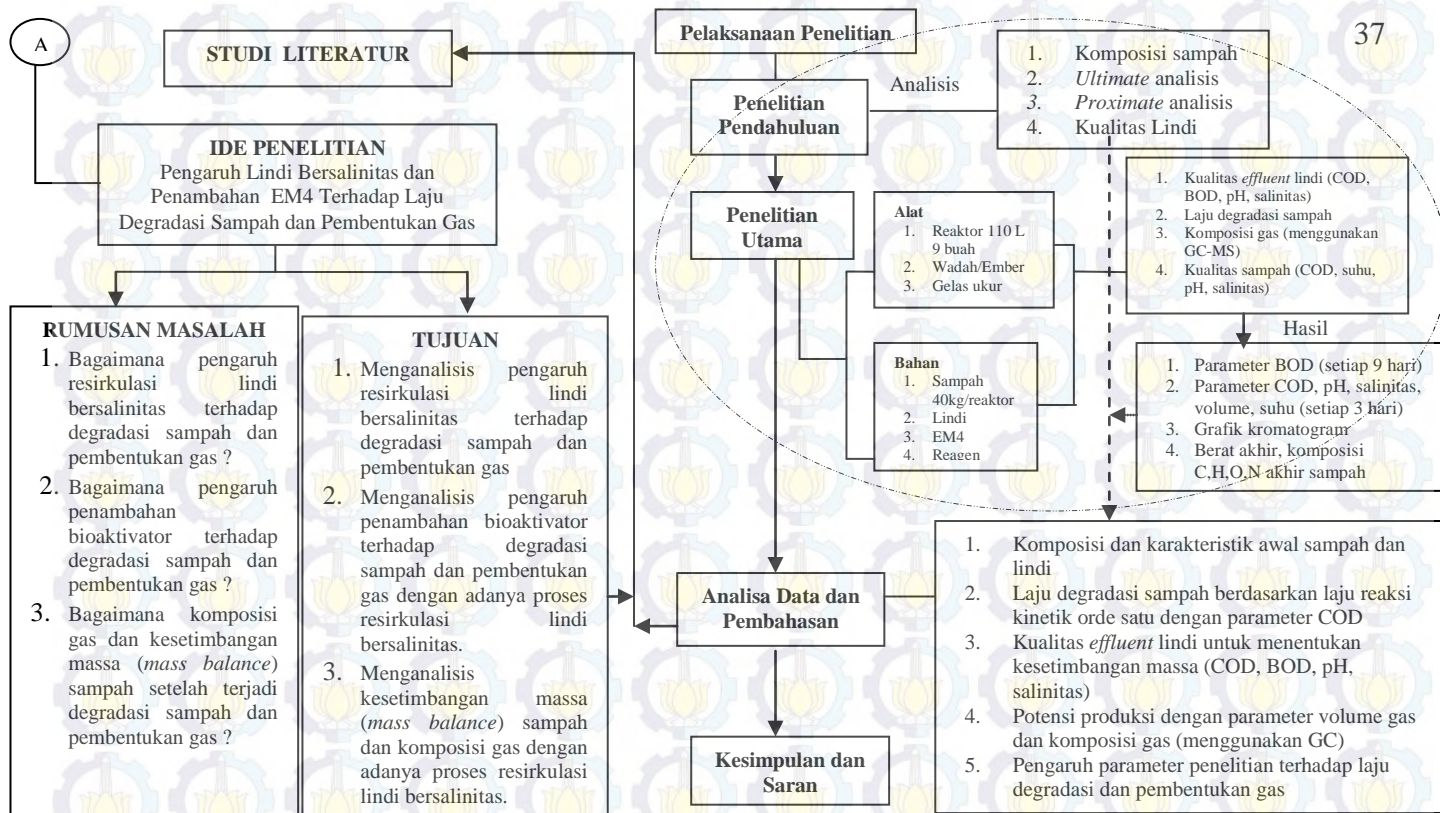 37
A
STUDI LITERATUR
IDE PENELITIAN
Pengaruh Lindi Bersalinitas dan
Penambahan EM4 Terhadap Laju
Degradasi Sampah dan Pembentukan Gas
RUMUSAN MASALAH
1. Bagaimana pengaruh
resirkulasi lindi
bersalinitas terhadap
degradasi sampah dan
pembentukan gas ?
2. Bagaimana pengaruh
penambahan
bioaktivator terhadap
degradasi sampah dan
pembentukan gas ?
3. Bagaimana komposisi
gas dan kesetimbangan
massa (mass balance)
sampah setelah terjadi
degradasi sampah dan
pembentukan gas ?
TUJUAN
1. Menganalisis pengaruh
resirkulasi lindi
bersalinitas terhadap
degradasi sampah dan
pembentukan gas
2. Menganalisis pengaruh
penambahan bioaktivator
terhadap degradasi
sampah dan pembentukan
gas dengan adanya proses
resirkulasi lindi
bersalinitas.
3. Menganalisis
kesetimbangan massa
(mass balance) sampah
dan komposisi gas dengan
adanya proses resirkulasi
lindi bersalinitas.
Pelaksanaan Penelitian
Penelitian
Pendahuluan
Analisis
1. Komposisi sampah
2. Ultimate analisis
3. Proximate analisis
4. Kualitas Lindi
Penelitian
Utama
Alat
1. Reaktor 110 L
9 buah
2. Wadah/Ember
3. Gelas ukur
Bahan
1. Sampah
40kg/reaktor
2. Lindi
3. EM4
4. Reagen
1. Kualitas effluent lindi (COD,
BOD, pH, salinitas)
2. Laju degradasi sampah
3. Komposisi gas (menggunakan
GC-MS)
4. Kualitas sampah (COD, suhu,
pH, salinitas)
Hasil
1. Parameter BOD (setiap 9 hari)
2. Parameter COD, pH, salinitas,
volume, suhu (setiap 3 hari)
3. Grafik kromatogram
4. Berat akhir, komposisi
C,H,O,N akhir sampah
Analisa Data dan
Pembahasan
1. Komposisi dan karakteristik awal sampah dan
lindi
2. Laju degradasi sampah berdasarkan laju reaksi
kinetik orde satu dengan parameter COD
3. Kualitas effluent lindi untuk menentukan
kesetimbangan massa (COD, BOD, pH,
salinitas)
4. Potensi produksi dengan parameter volume gas
dan komposisi gas (menggunakan GC)
5. Pengaruh parameter penelitian terhadap laju
degradasi dan pembentukan gas
Kesimpulan dan
Saran